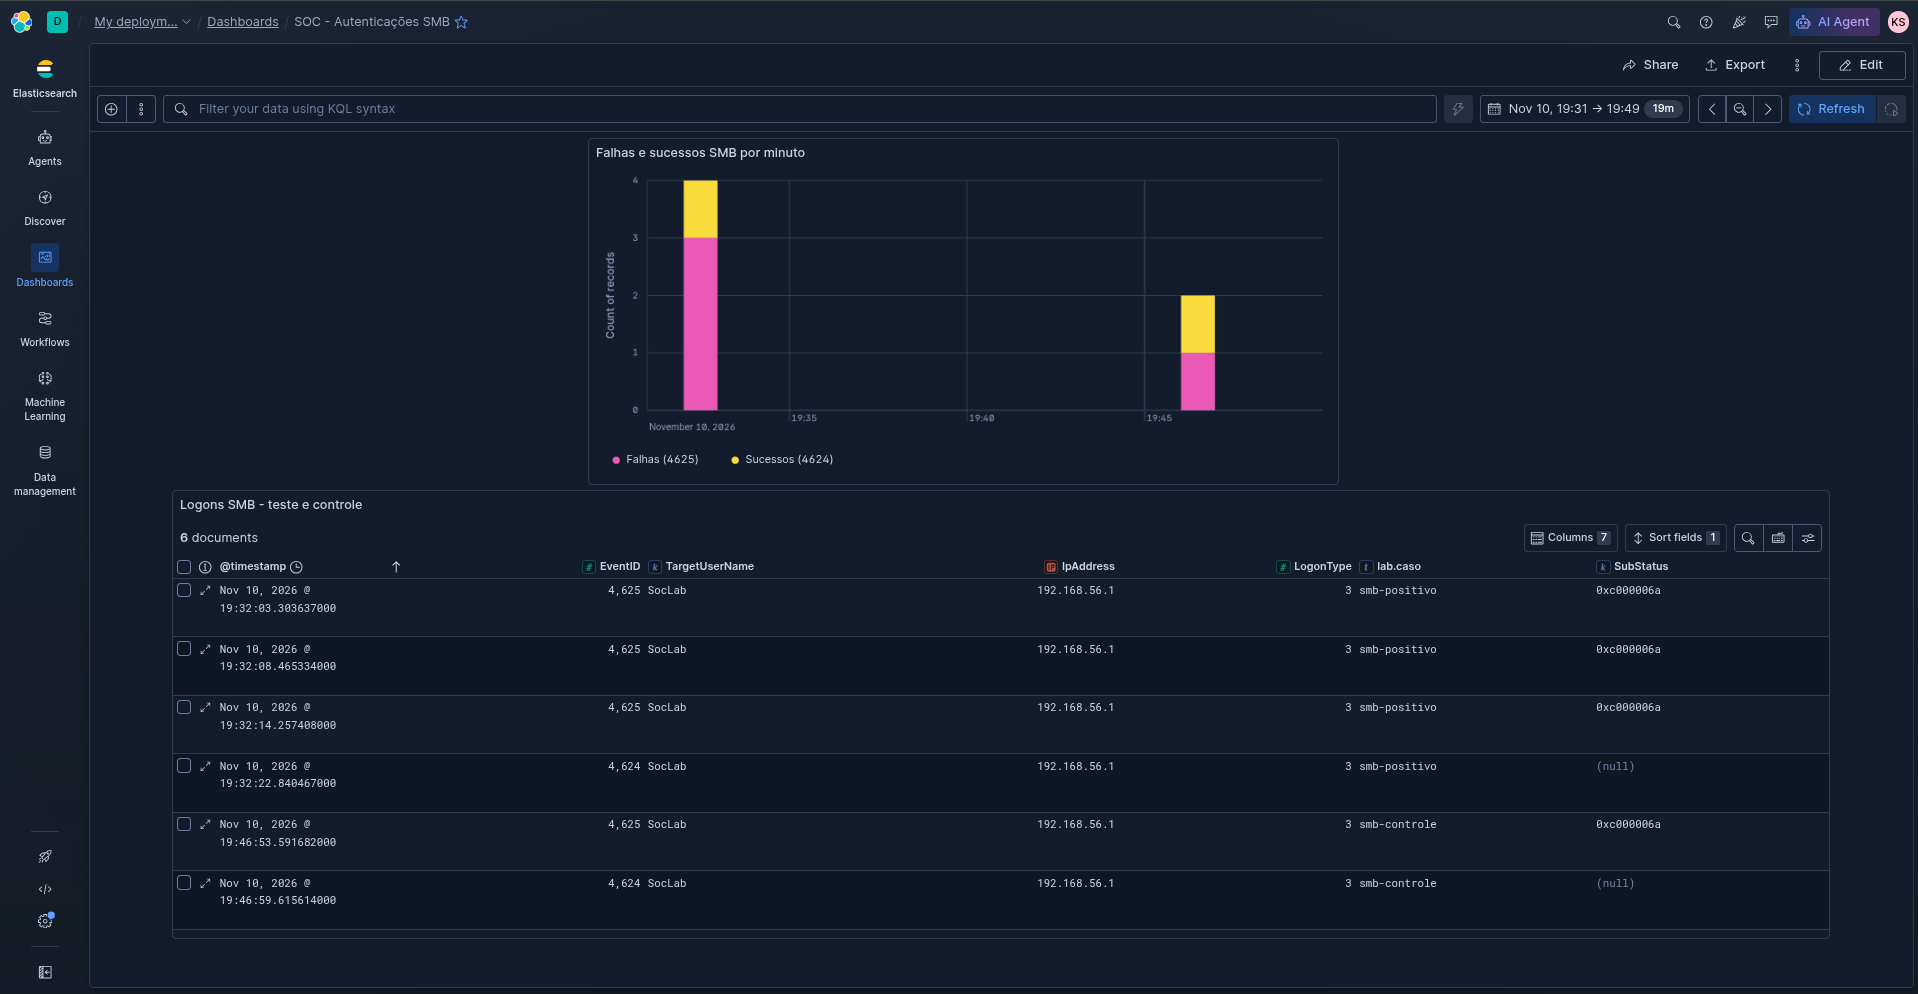 D My deploym... / Dashboards / SOC - Autenticações SMB
AI Agent KS
Elasticsearch
Agents
Discover
Dashboards
Workflows
Machine
Learning
Data
management
Share Export Edit
Filter your data using KQL syntax
Nov 10, 19:31 → 19:49 19m Refresh
Falhas e sucessos SMB por minuto
Count of records
4
3
2
1
0
19:35 19:40 19:45
November 10, 2026
Falhas (4625) Sucessos (4624)
Logons SMB - teste e controle
6 documents
Columns 7 Sort fields 1
@timestamp EventID TargetUserName IpAddress LogonType lab.caso SubStatus
Nov 10, 2026 @ 4,625 SocLab 192.168.56.1 3 smb-positivo 0xc000006a
19:32:03.303637000
Nov 10, 2026 @ 4,625 SocLab 192.168.56.1 3 smb-positivo 0xc000006a
19:32:08.465334000
Nov 10, 2026 @ 4,625 SocLab 192.168.56.1 3 smb-positivo 0xc000006a
19:32:14.257408000
Nov 10, 2026 @ 4,624 SocLab 192.168.56.1 3 smb-positivo (null)
19:32:22.840467000
Nov 10, 2026 @ 4,625 SocLab 192.168.56.1 3 smb-controle 0xc000006a
19:46:53.591682000
Nov 10, 2026 @ 4,624 SocLab 192.168.56.1 3 smb-controle (null)
19:46:59.615614000